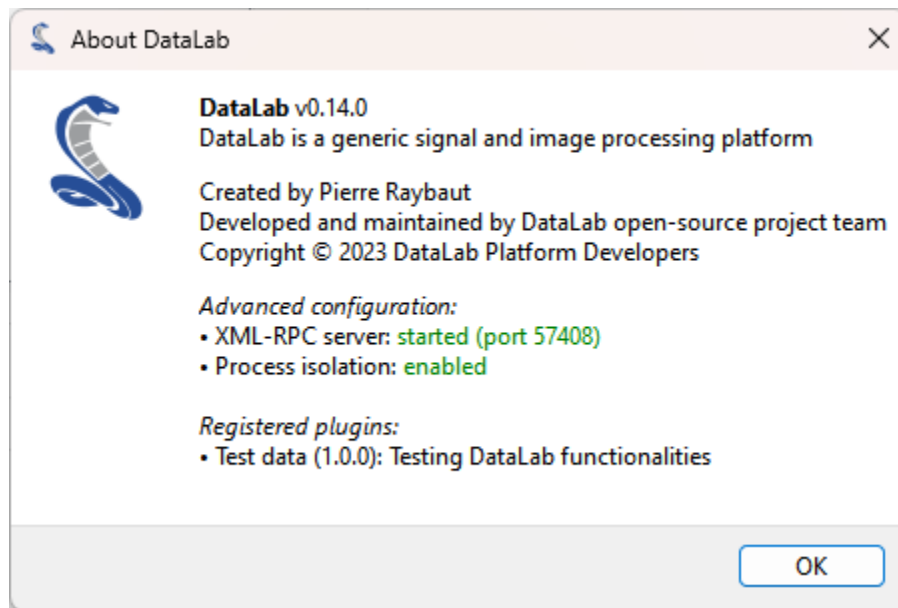 About DataLab
DataLab v0.14.0
DataLab is a generic signal and image processing platform
Created by Pierre Raybaut
Developed and maintained by DataLab open-source project team
Copyright © 2023 DataLab Platform Developers
Advanced configuration:
• XML-RPC server: started (port 57408)
• Process isolation: enabled
Registered plugins:
• Test data (1.0.0): Testing DataLab functionalities
OK